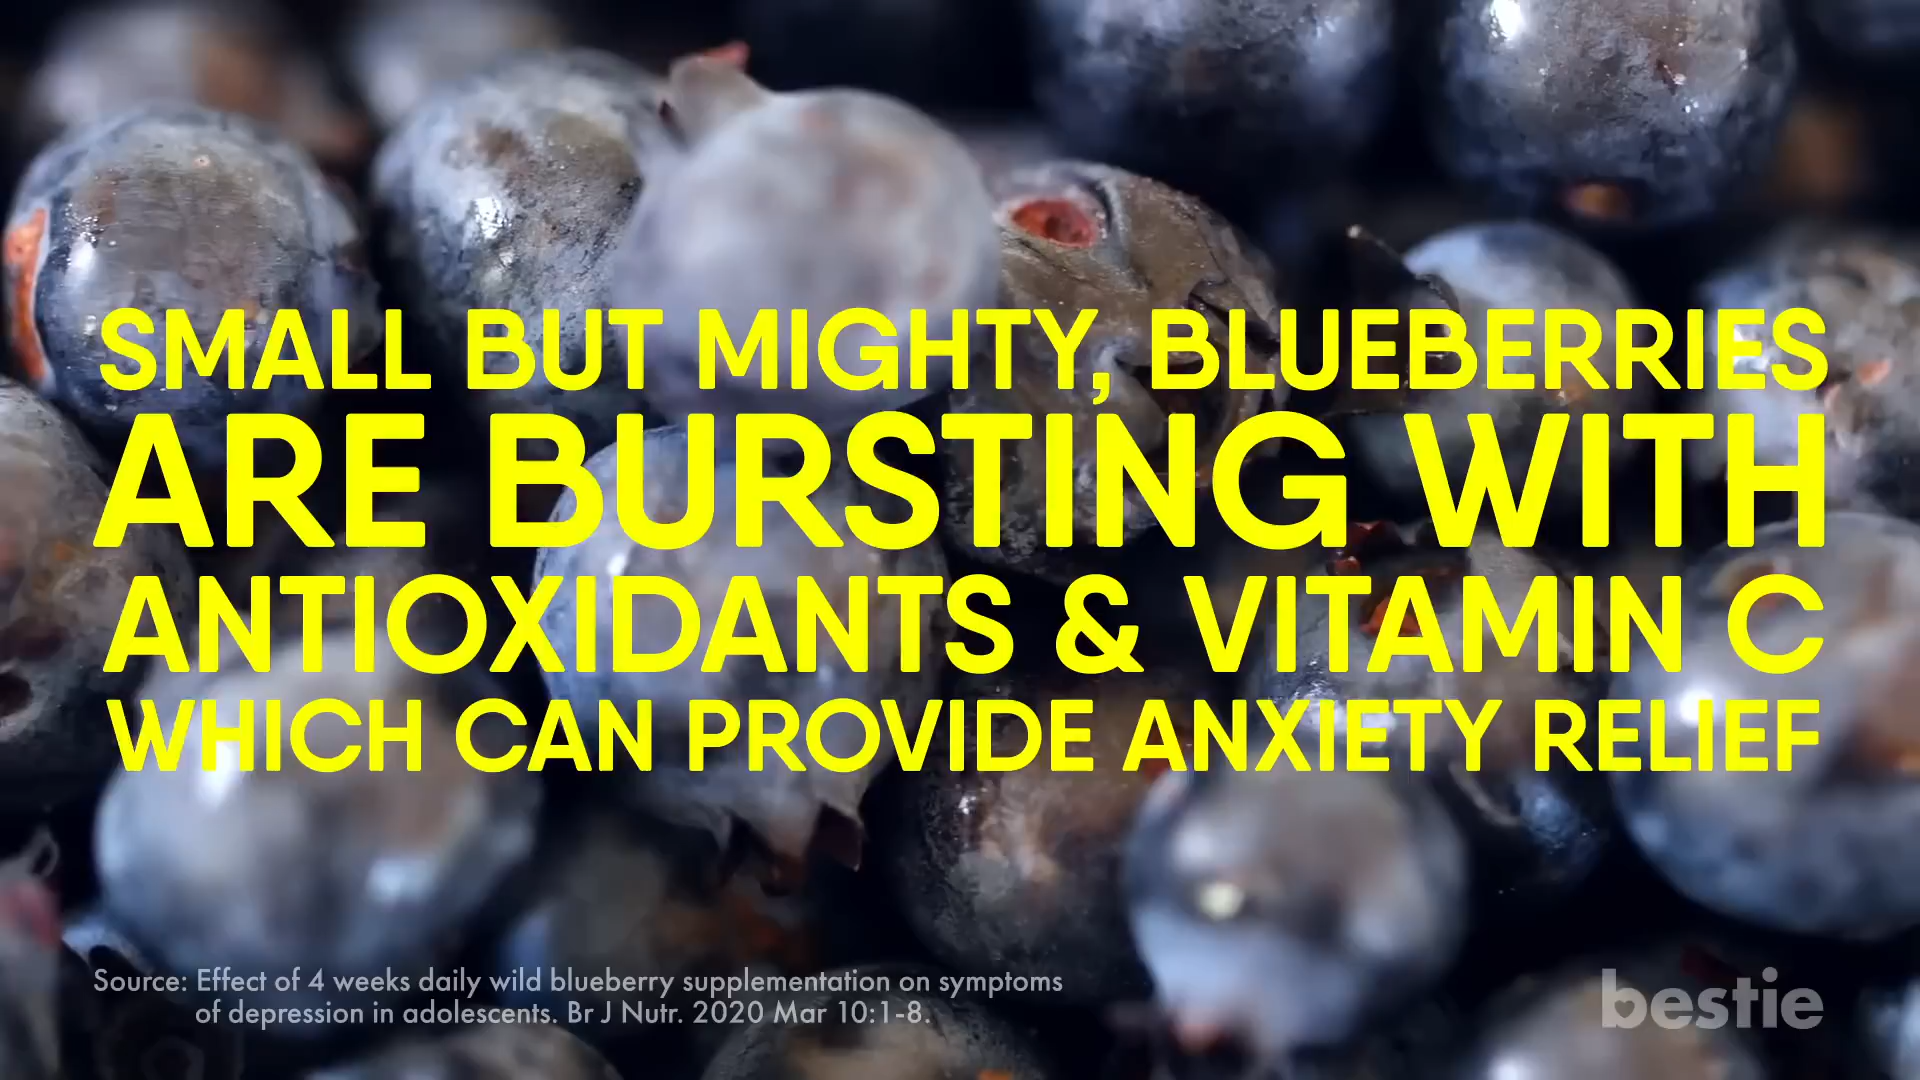 SMALL BUT MIGHTY, BLUEBERRIES
ARE BURSTING WITH
ANTIOXIDANTS & VITAMIN C
WHICH CAN PROVIDE ANXIETY RELIEF
Source: Effect of 4 weeks daily wild blueberry supplementation on symptoms
of depression in adolescents. Br J Nutr. 2020 Mar 10:1-8.
bestie